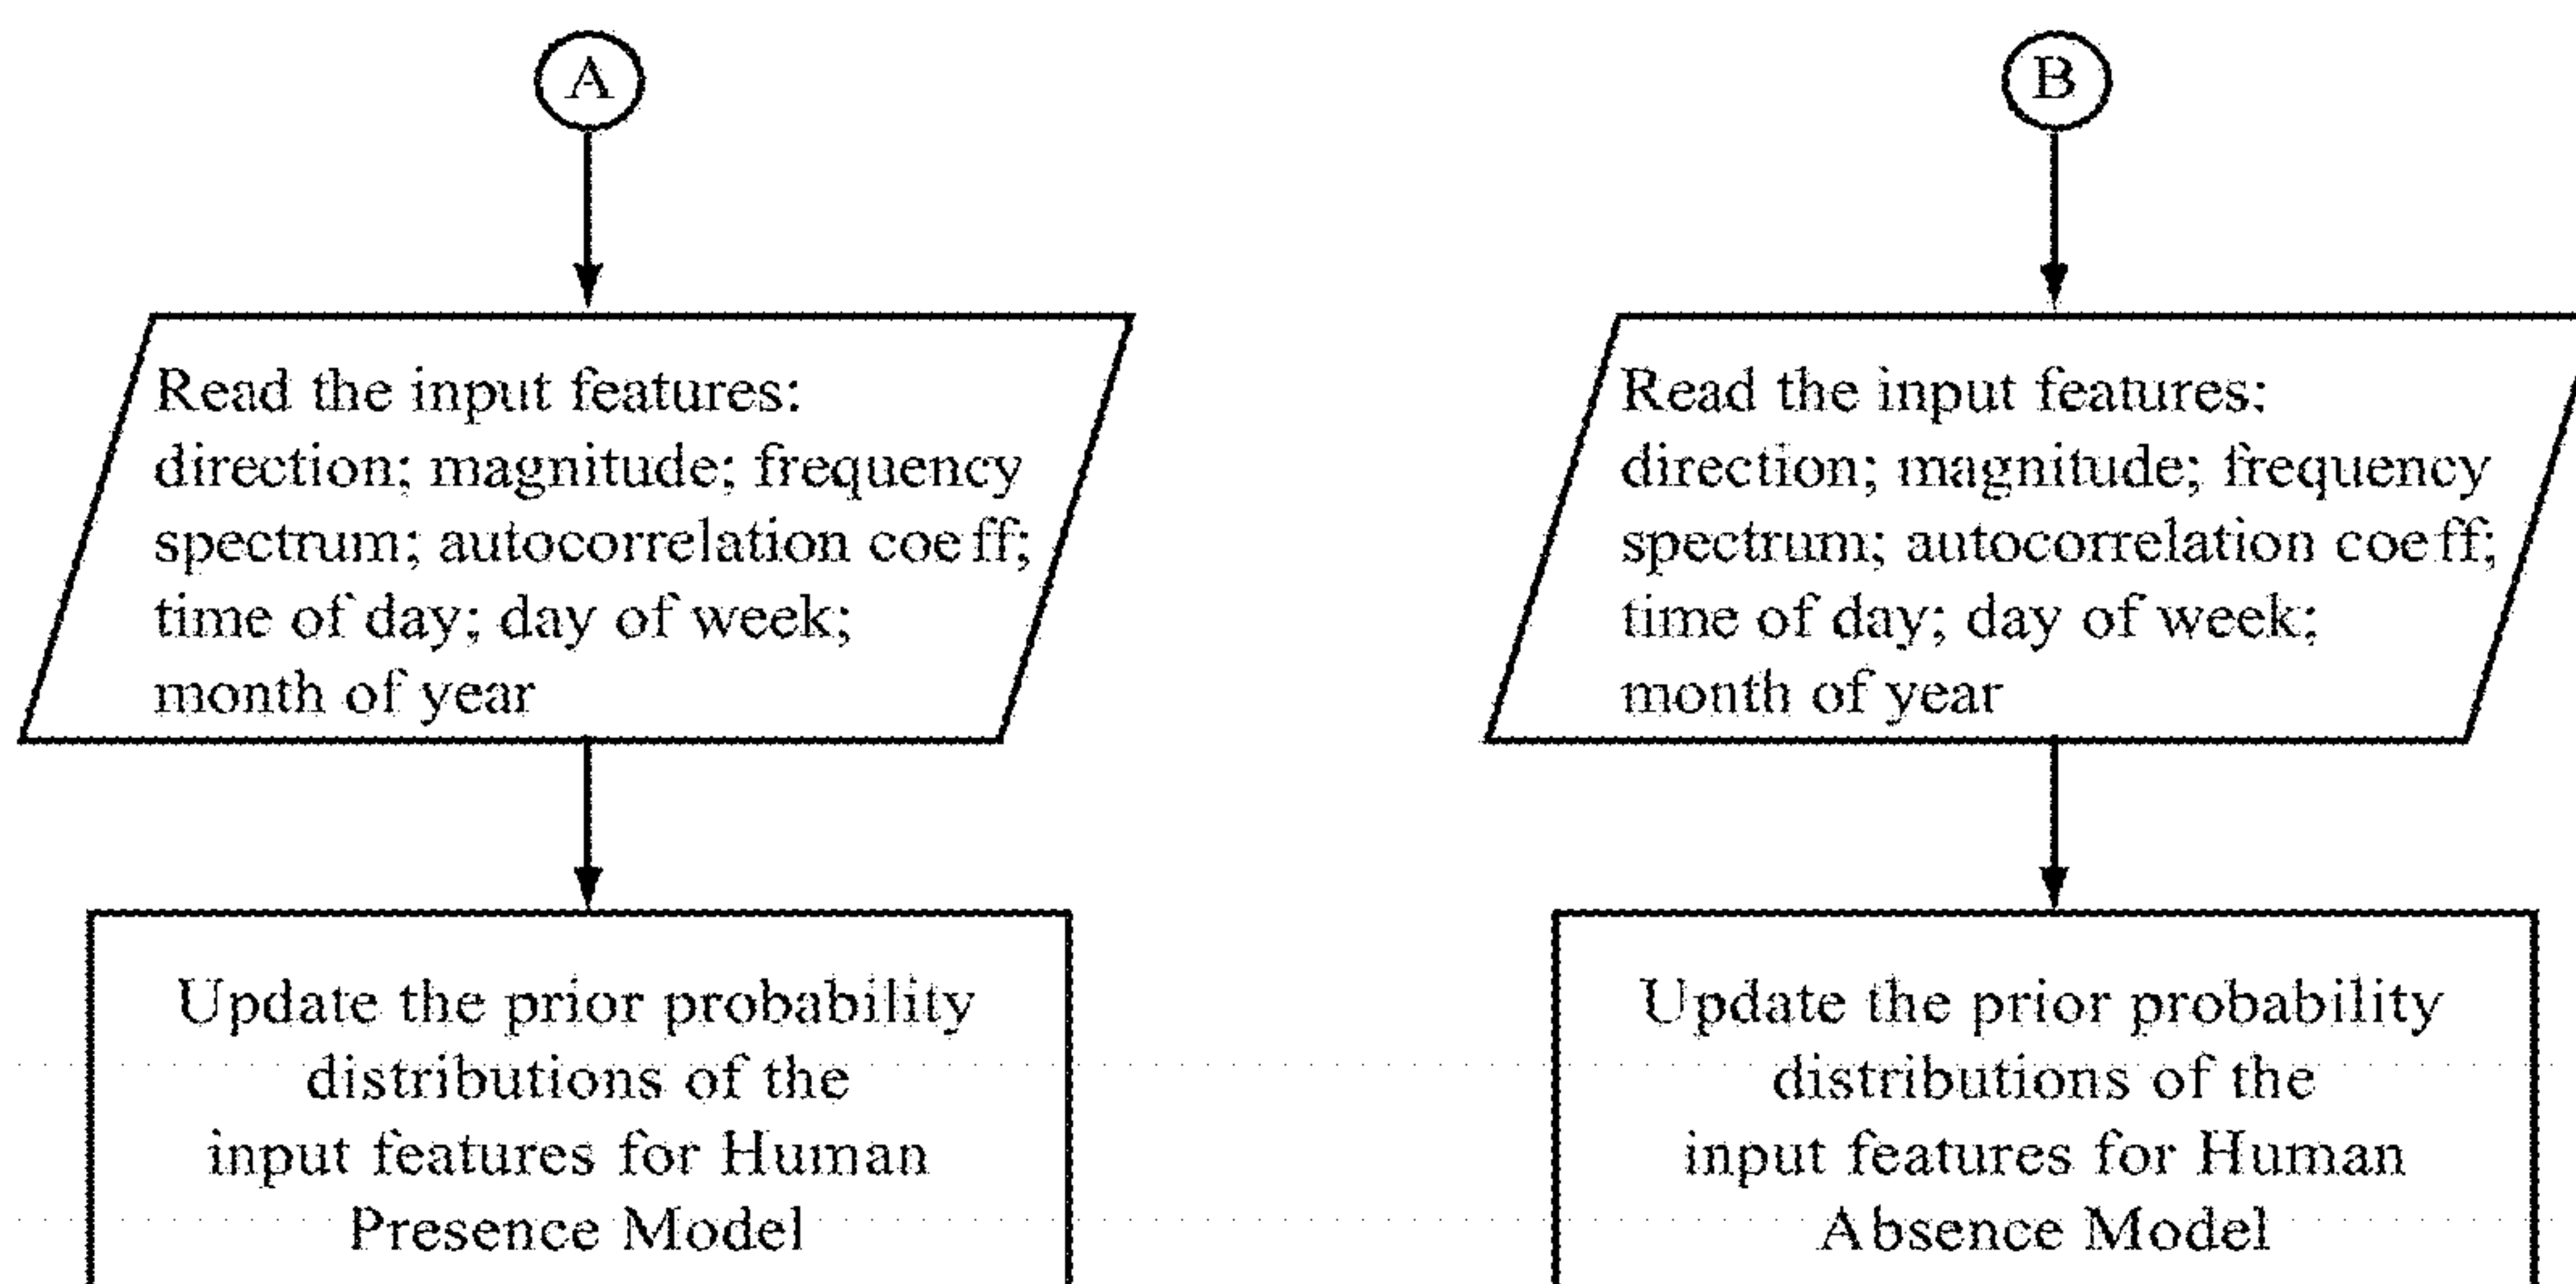 A
Read the input features:
direction; magnitude; frequency
spectrum; autocorrelation coeff;
time of day; day of week;
month of year
Update the prior probability
distributions of the
input features for Human
Presence Model
B
Read the input features:
direction; magnitude; frequency
spectrum; autocorrelation coeff;
time of day; day of week;
month of year
Update the prior probability
distributions of the
input features for Human
Absence Model